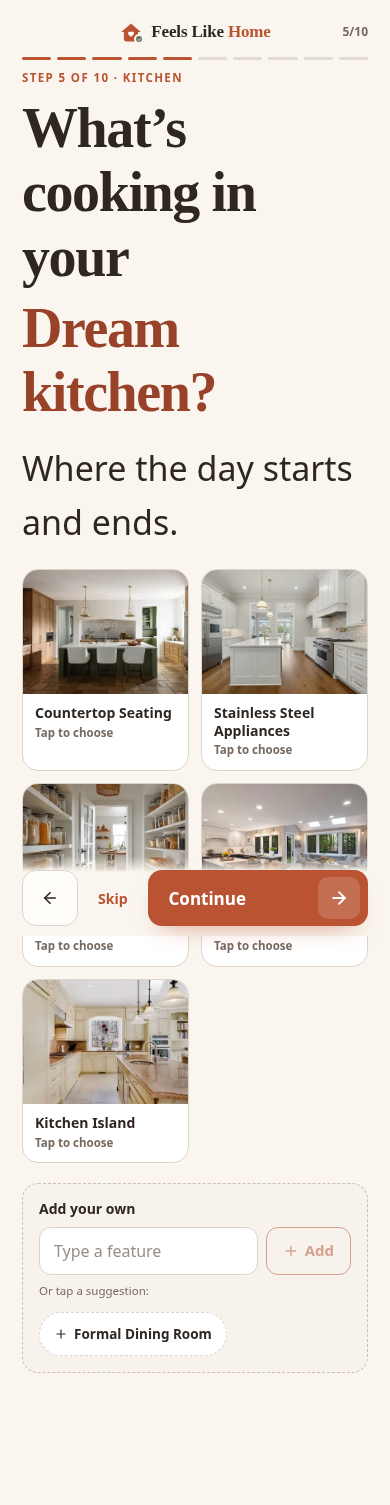 Feels Like Home
5/10
STEP 5 OF 10 · KITCHEN
What’s
cooking in
your
Dream
kitchen?
Where the day starts
and ends.
Countertop Seating
Tap to choose
Stainless Steel
Appliances
Tap to choose
Skip
Continue
Tap to choose
Tap to choose
Kitchen Island
Tap to choose
Add your own
Type a feature
+ Add
Or tap a suggestion:
+ Formal Dining Room